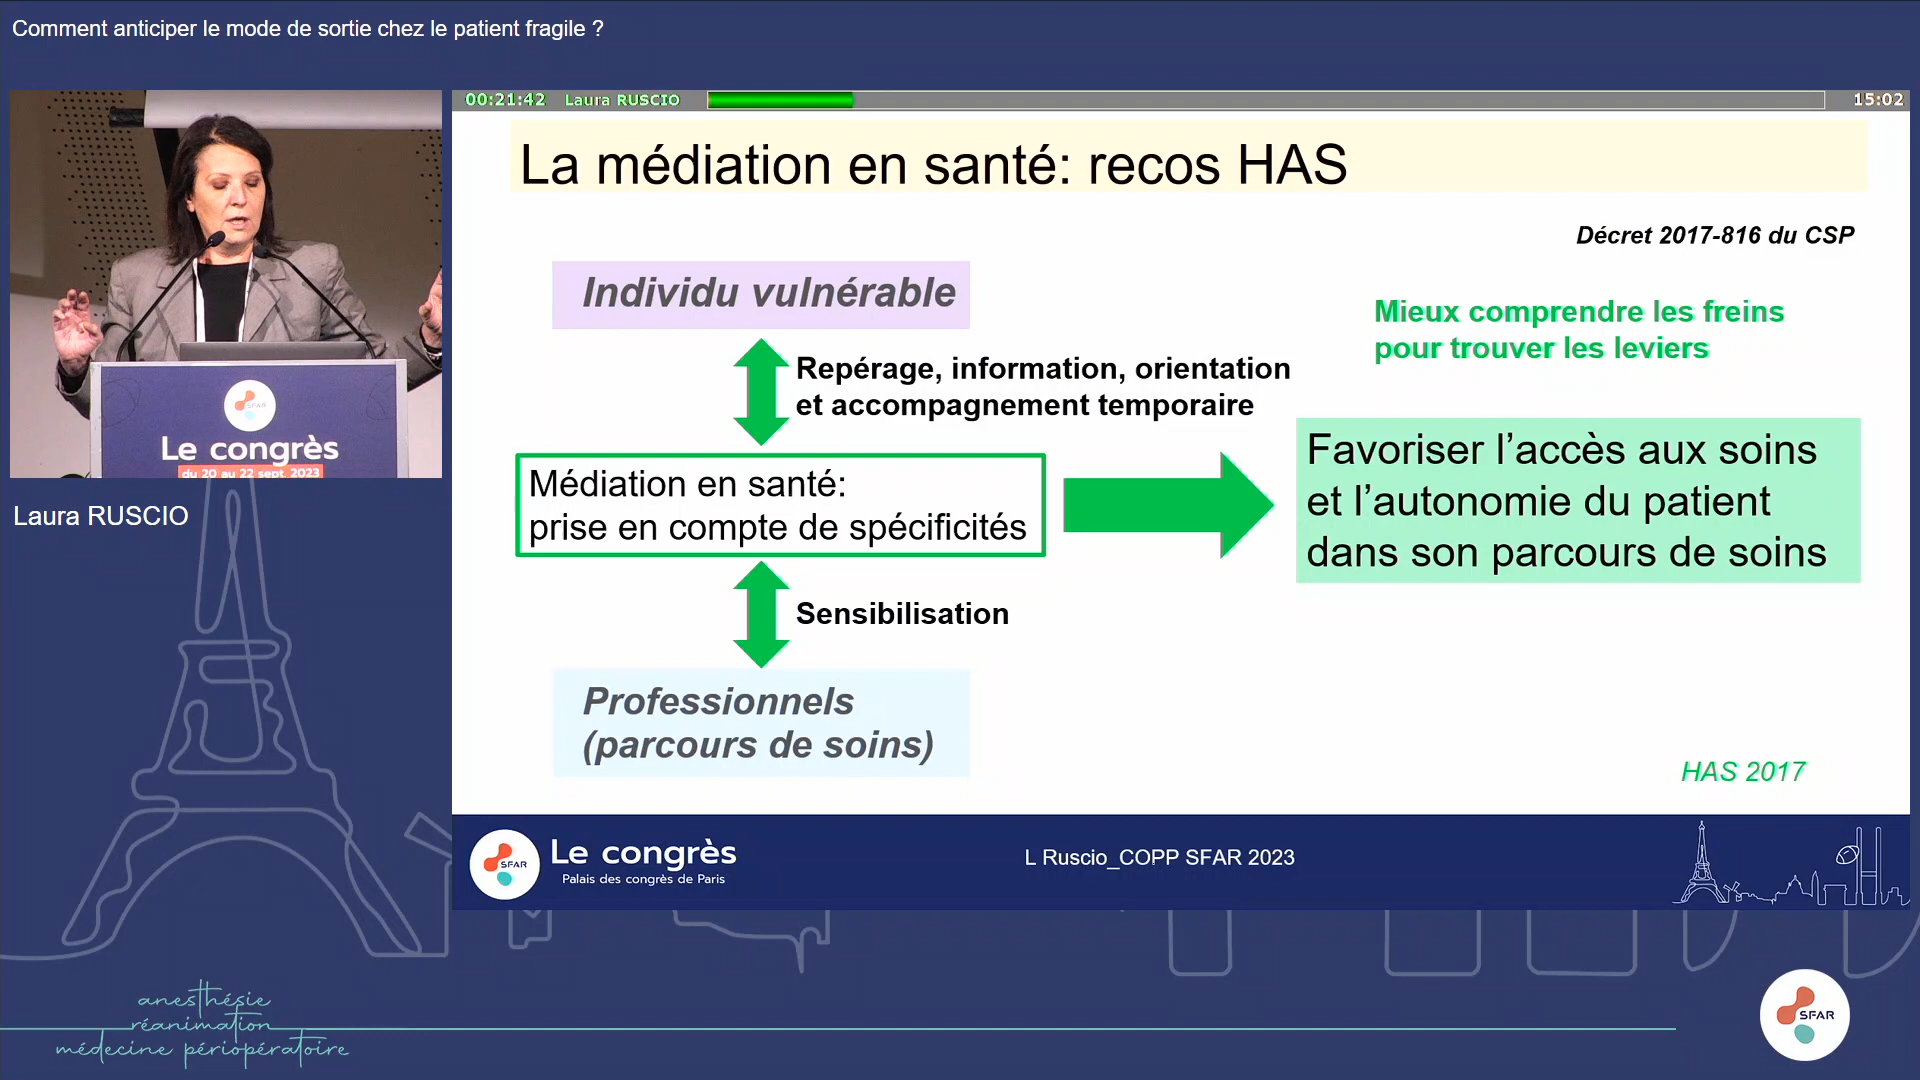 Comment anticiper le mode de sortie chez le patient fragile ?
00:21:42 Laura RUSCIO 15:02
La médiation en santé: recos HAS
Décret 2017-816 du CSP
Individu vulnérable
Mieux comprendre les freins
pour trouver les leviers
Repérage, information, orientation
et accompagnement temporaire
Médiation en santé:
prise en compte de spécificités
Favoriser l’accès aux soins
et l’autonomie du patient
dans son parcours de soins
Sensibilisation
Professionnels
(parcours de soins)
HAS 2017
SFAR
Le congrès
Palais des congrès de Paris
L Ruscio_COPP SFAR 2023
SFAR
Le congrès
du 20 au 22 sept. 2023
Laura RUSCIO
anesthésie
réanimation
médecine périopératoire
SFAR